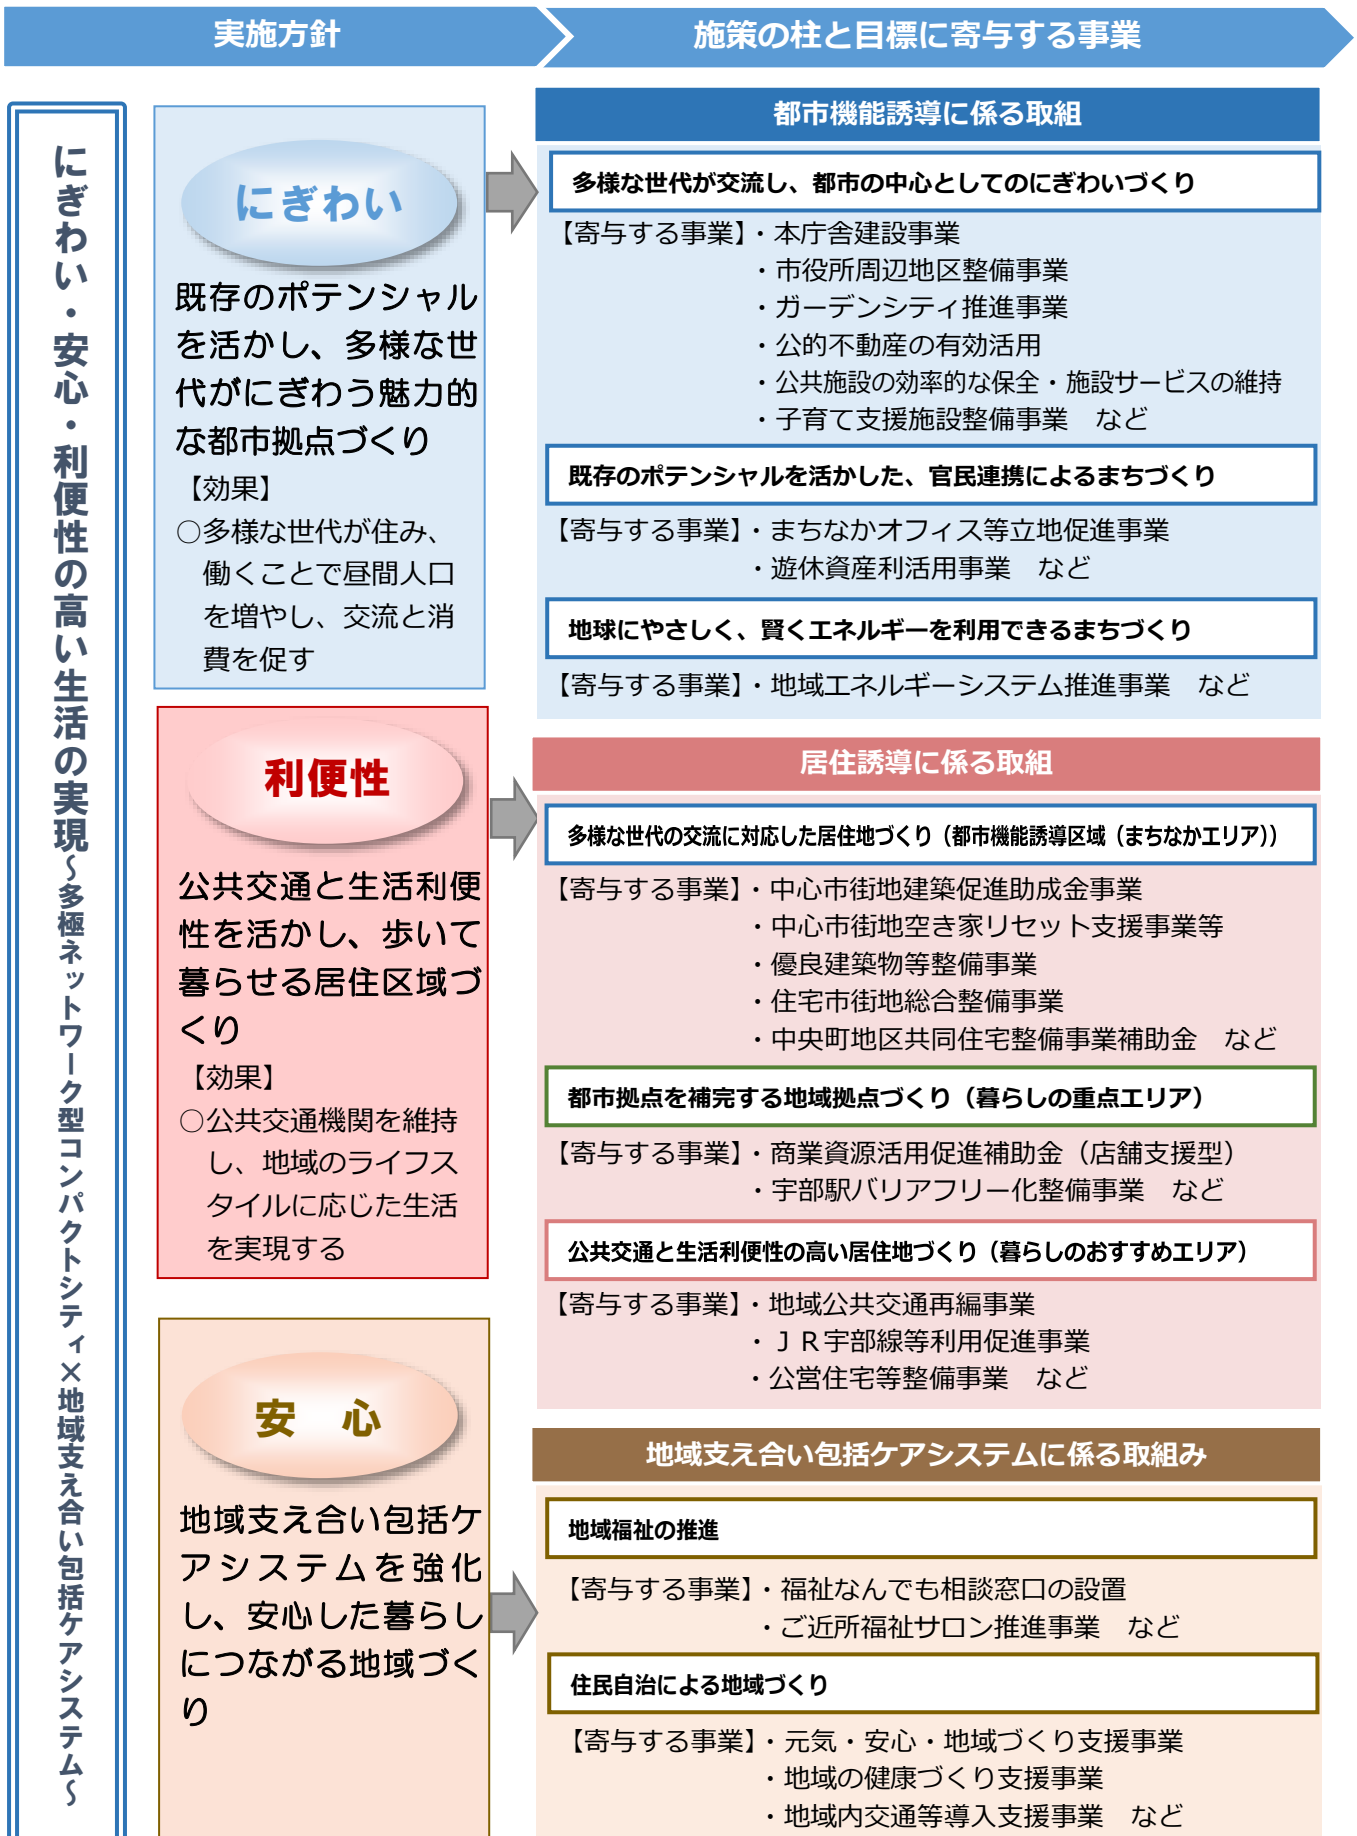 実施方針
施策の柱と目標に寄与する事業
にぎわい・安心・利便性の高い生活の実現～多極ネットワーク型コンパクトシティ×地域支え合い包括ケアシステム～
にぎわい
既存のポテンシャル
を活かし、多様な世
代がにぎわう魅力的
な都市拠点づくり
【効果】
○多様な世代が住み、
働くことで昼間人口
を増やし、交流と消
費を促す
都市機能誘導に係る取組
多様な世代が交流し、都市の中心としてのにぎわいづくり
【寄与する事業】・本庁舎建設事業
・市役所周辺地区整備事業
・ガーデンシティ推進事業
・公的不動産の有効活用
・公共施設の効率的な保全・施設サービスの維持
・子育て支援施設整備事業　など
既存のポテンシャルを活かした、官民連携によるまちづくり
【寄与する事業】・まちなかオフィス等立地促進事業
・遊休資産利活用事業　など
地球にやさしく、賢くエネルギーを利用できるまちづくり
【寄与する事業】・地域エネルギーシステム推進事業　など
利便性
公共交通と生活利便
性を活かし、歩いて
暮らせる居住区域づ
くり
【効果】
○公共交通機関を維持
し、地域のライフス
タイルに応じた生活
を実現する
居住誘導に係る取組
多様な世代の交流に対応した居住地づくり（都市機能誘導区域（まちなかエリア））
【寄与する事業】・中心市街地建築促進助成金事業
・中心市街地空き家リセット支援事業等
・優良建築物等整備事業
・住宅市街地総合整備事業
・中央町地区共同住宅整備事業補助金　など
都市拠点を補完する地域拠点づくり（暮らしの重点エリア）
【寄与する事業】・商業資源活用促進補助金（店舗支援型）
・宇部駅バリアフリー化整備事業　など
公共交通と生活利便性の高い居住地づくり（暮らしのおすすめエリア）
【寄与する事業】・地域公共交通再編事業
・ＪＲ宇部線等利用促進事業
・公営住宅等整備事業　など
安　心
地域支え合い包括ケ
アシステムを強化
し、安心した暮らし
につながる地域づく
り
地域支え合い包括ケアシステムに係る取組み
地域福祉の推進
【寄与する事業】・福祉なんでも相談窓口の設置
・ご近所福祉サロン推進事業　など
住民自治による地域づくり
【寄与する事業】・元気・安心・地域づくり支援事業
・地域の健康づくり支援事業
・地域内交通等導入支援事業　など